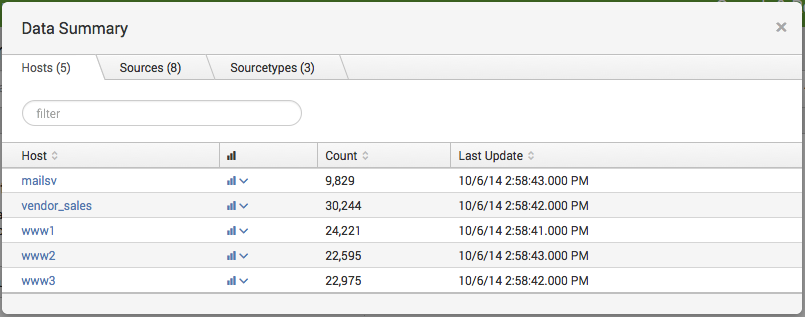 Data Summary ×
Hosts (5) Sources (8) Sourcetypes (3)
filter
Host Count Last Update
mailsv 9,829 10/6/14 2:58:43.000 PM
vendor_sales 30,244 10/6/14 2:58:42.000 PM
www1 24,221 10/6/14 2:58:41.000 PM
www2 22,595 10/6/14 2:58:43.000 PM
www3 22,975 10/6/14 2:58:42.000 PM